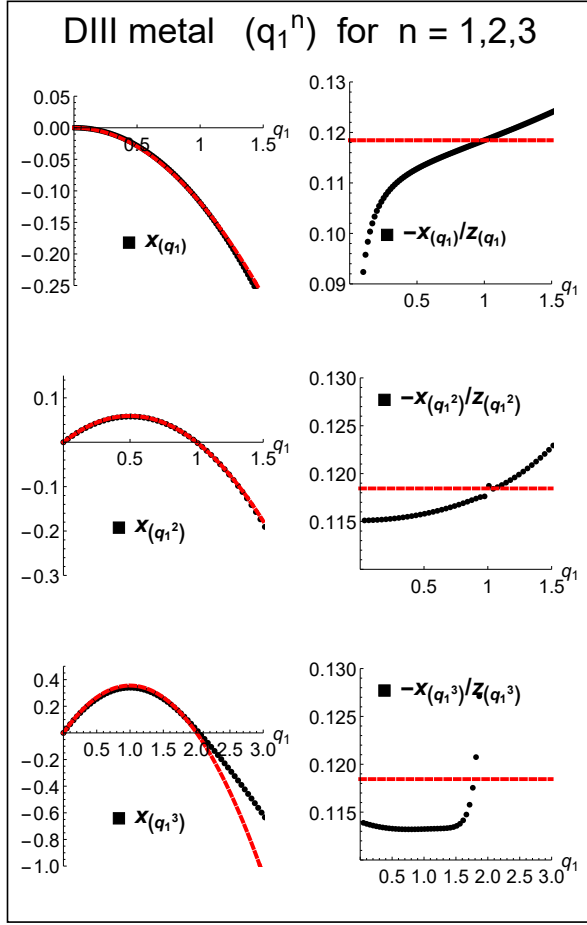 DIII metal (q₁ⁿ) for n = 1,2,3
0.05
0.00
−0.05
−0.10
−0.15
−0.20
−0.25
0.5
1.5
q₁
■ x(q₁)
0.13
0.12
0.11
0.10
0.09
0.5
1.0
1.5
q₁
■ −x(q₁)/z(q₁)
0.1
−0.1
−0.2
−0.3
0.5
1.0
1.5
q₁
■ x(q₁²)
0.130
0.125
0.120
0.115
0.5
1.0
1.5
q₁
■ −x(q₁²)/z(q₁²)
0.4
0.2
−0.2
−0.4
−0.6
−0.8
−1.0
0.5 1.0 1.5 2.0 2.5 3.0
q₁
■ x(q₁³)
0.130
0.125
0.120
0.115
0.5 1.0 1.5 2.0 2.5 3.0
q₁
■ −x(q₁³)/z(q₁³)